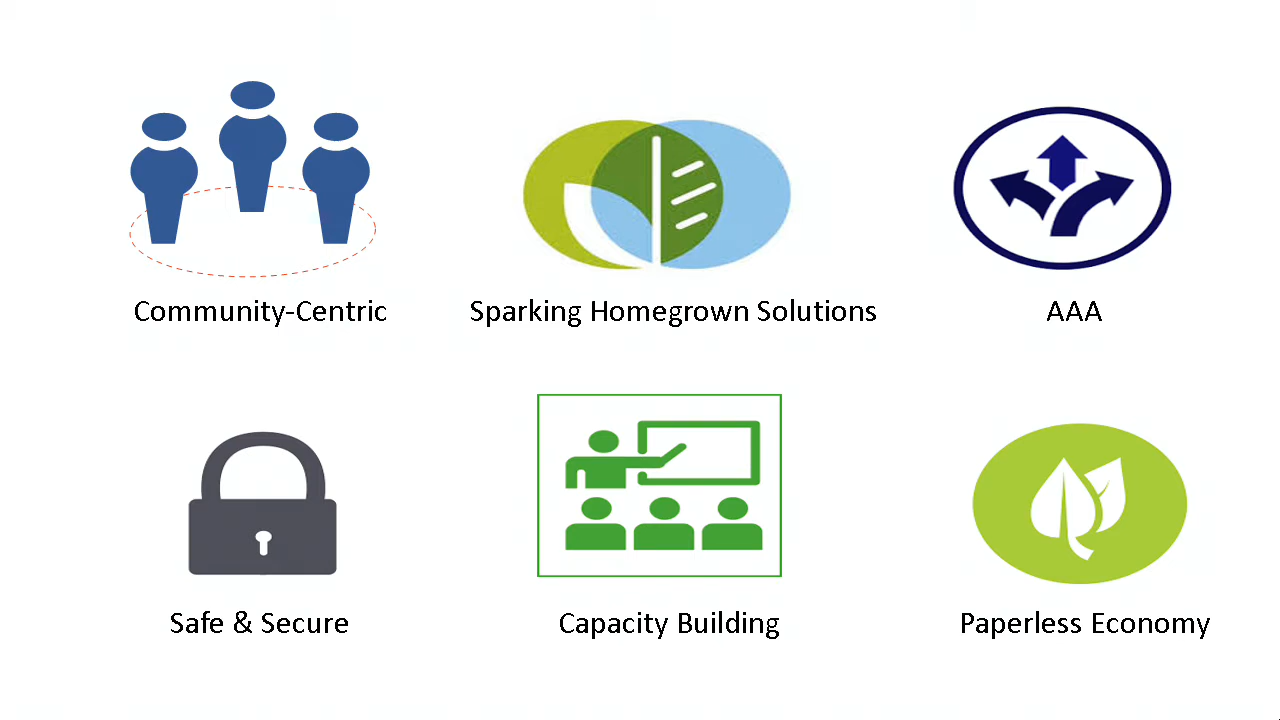 Community-Centric
Sparking Homegrown Solutions
AAA
Safe & Secure
Capacity Building
Paperless Economy